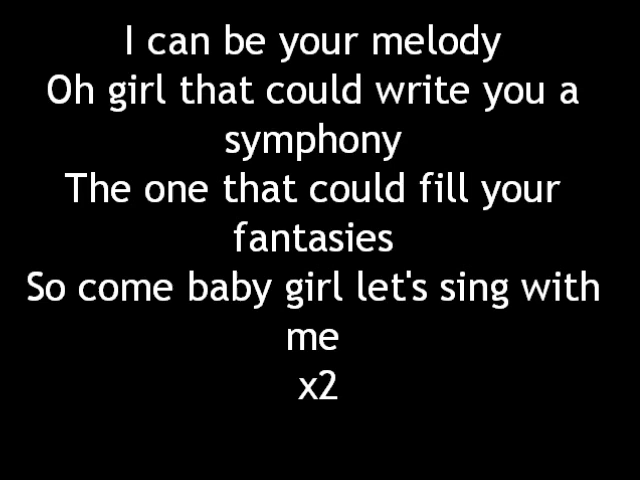 I can be your melody
Oh girl that could write you a
symphony
The one that could fill your
fantasies
So come baby girl let's sing with
me
x2